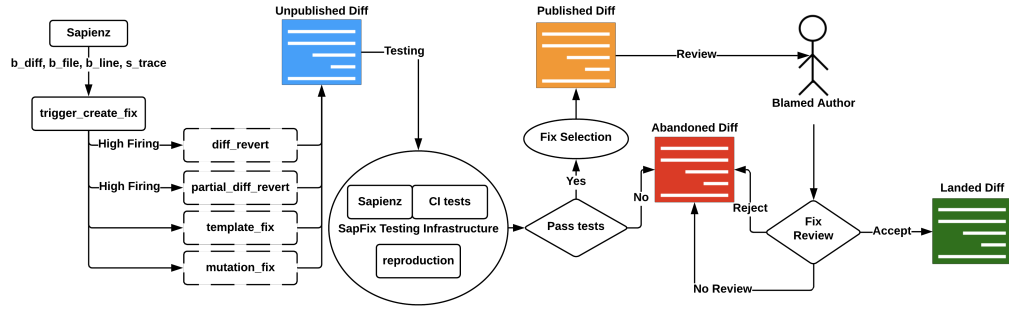 Sapienz
b_diff, b_file, b_line, s_trace
trigger_create_fix
High Firing
High Firing
diff_revert
partial_diff_revert
template_fix
mutation_fix
Unpublished Diff
Testing
Sapienz
CI tests
SapFix Testing Infrastructure
reproduction
Pass tests
Yes
No
Fix Selection
Published Diff
Review
Blamed Author
Abandoned Diff
Reject
Fix
Review
No Review
Accept
Landed Diff